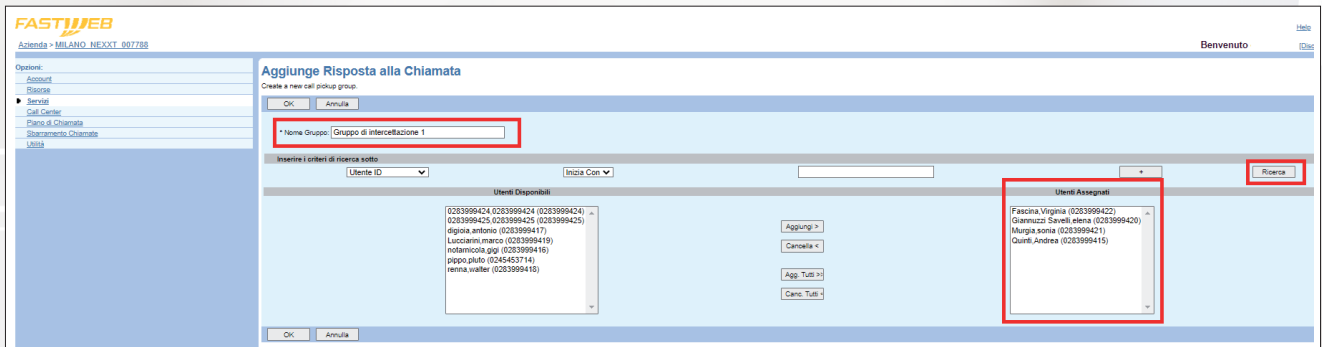 FASTWEB
Help
Azienda > MILANO_NEXXT_007788
Benvenuto
[Disc
Opzioni:
Account
Risorse
Servizi
Call Center
Piano di Chiamata
Sbarramento Chiamate
Utilità
Aggiunge Risposta alla Chiamata
Create a new call pickup group.
OK Annulla
* Nome Gruppo: Gruppo di intercettazione 1
Inserire i criteri di ricerca sotto
Utente ID Inizia Con + Ricerca
Utenti Disponibili Utenti Assegnati
0283999424,0283999424 (0283999424)
0283999425,0283999425 (0283999425)
digioia,antonio (0283999417)
Lucciarini,marco (0283999419)
notarnicola,gigi (0283999416)
pippo,pluto (0245453714)
renna,walter (0283999418)
Aggiungi >
Cancella <
Agg. Tutti >>
Canc. Tutti <
Fascina,Virginia (0283999422)
Giannuzzi Savelli,elena (0283999420)
Murgia,sonia (0283999421)
Quinti,Andrea (0283999415)
OK Annulla